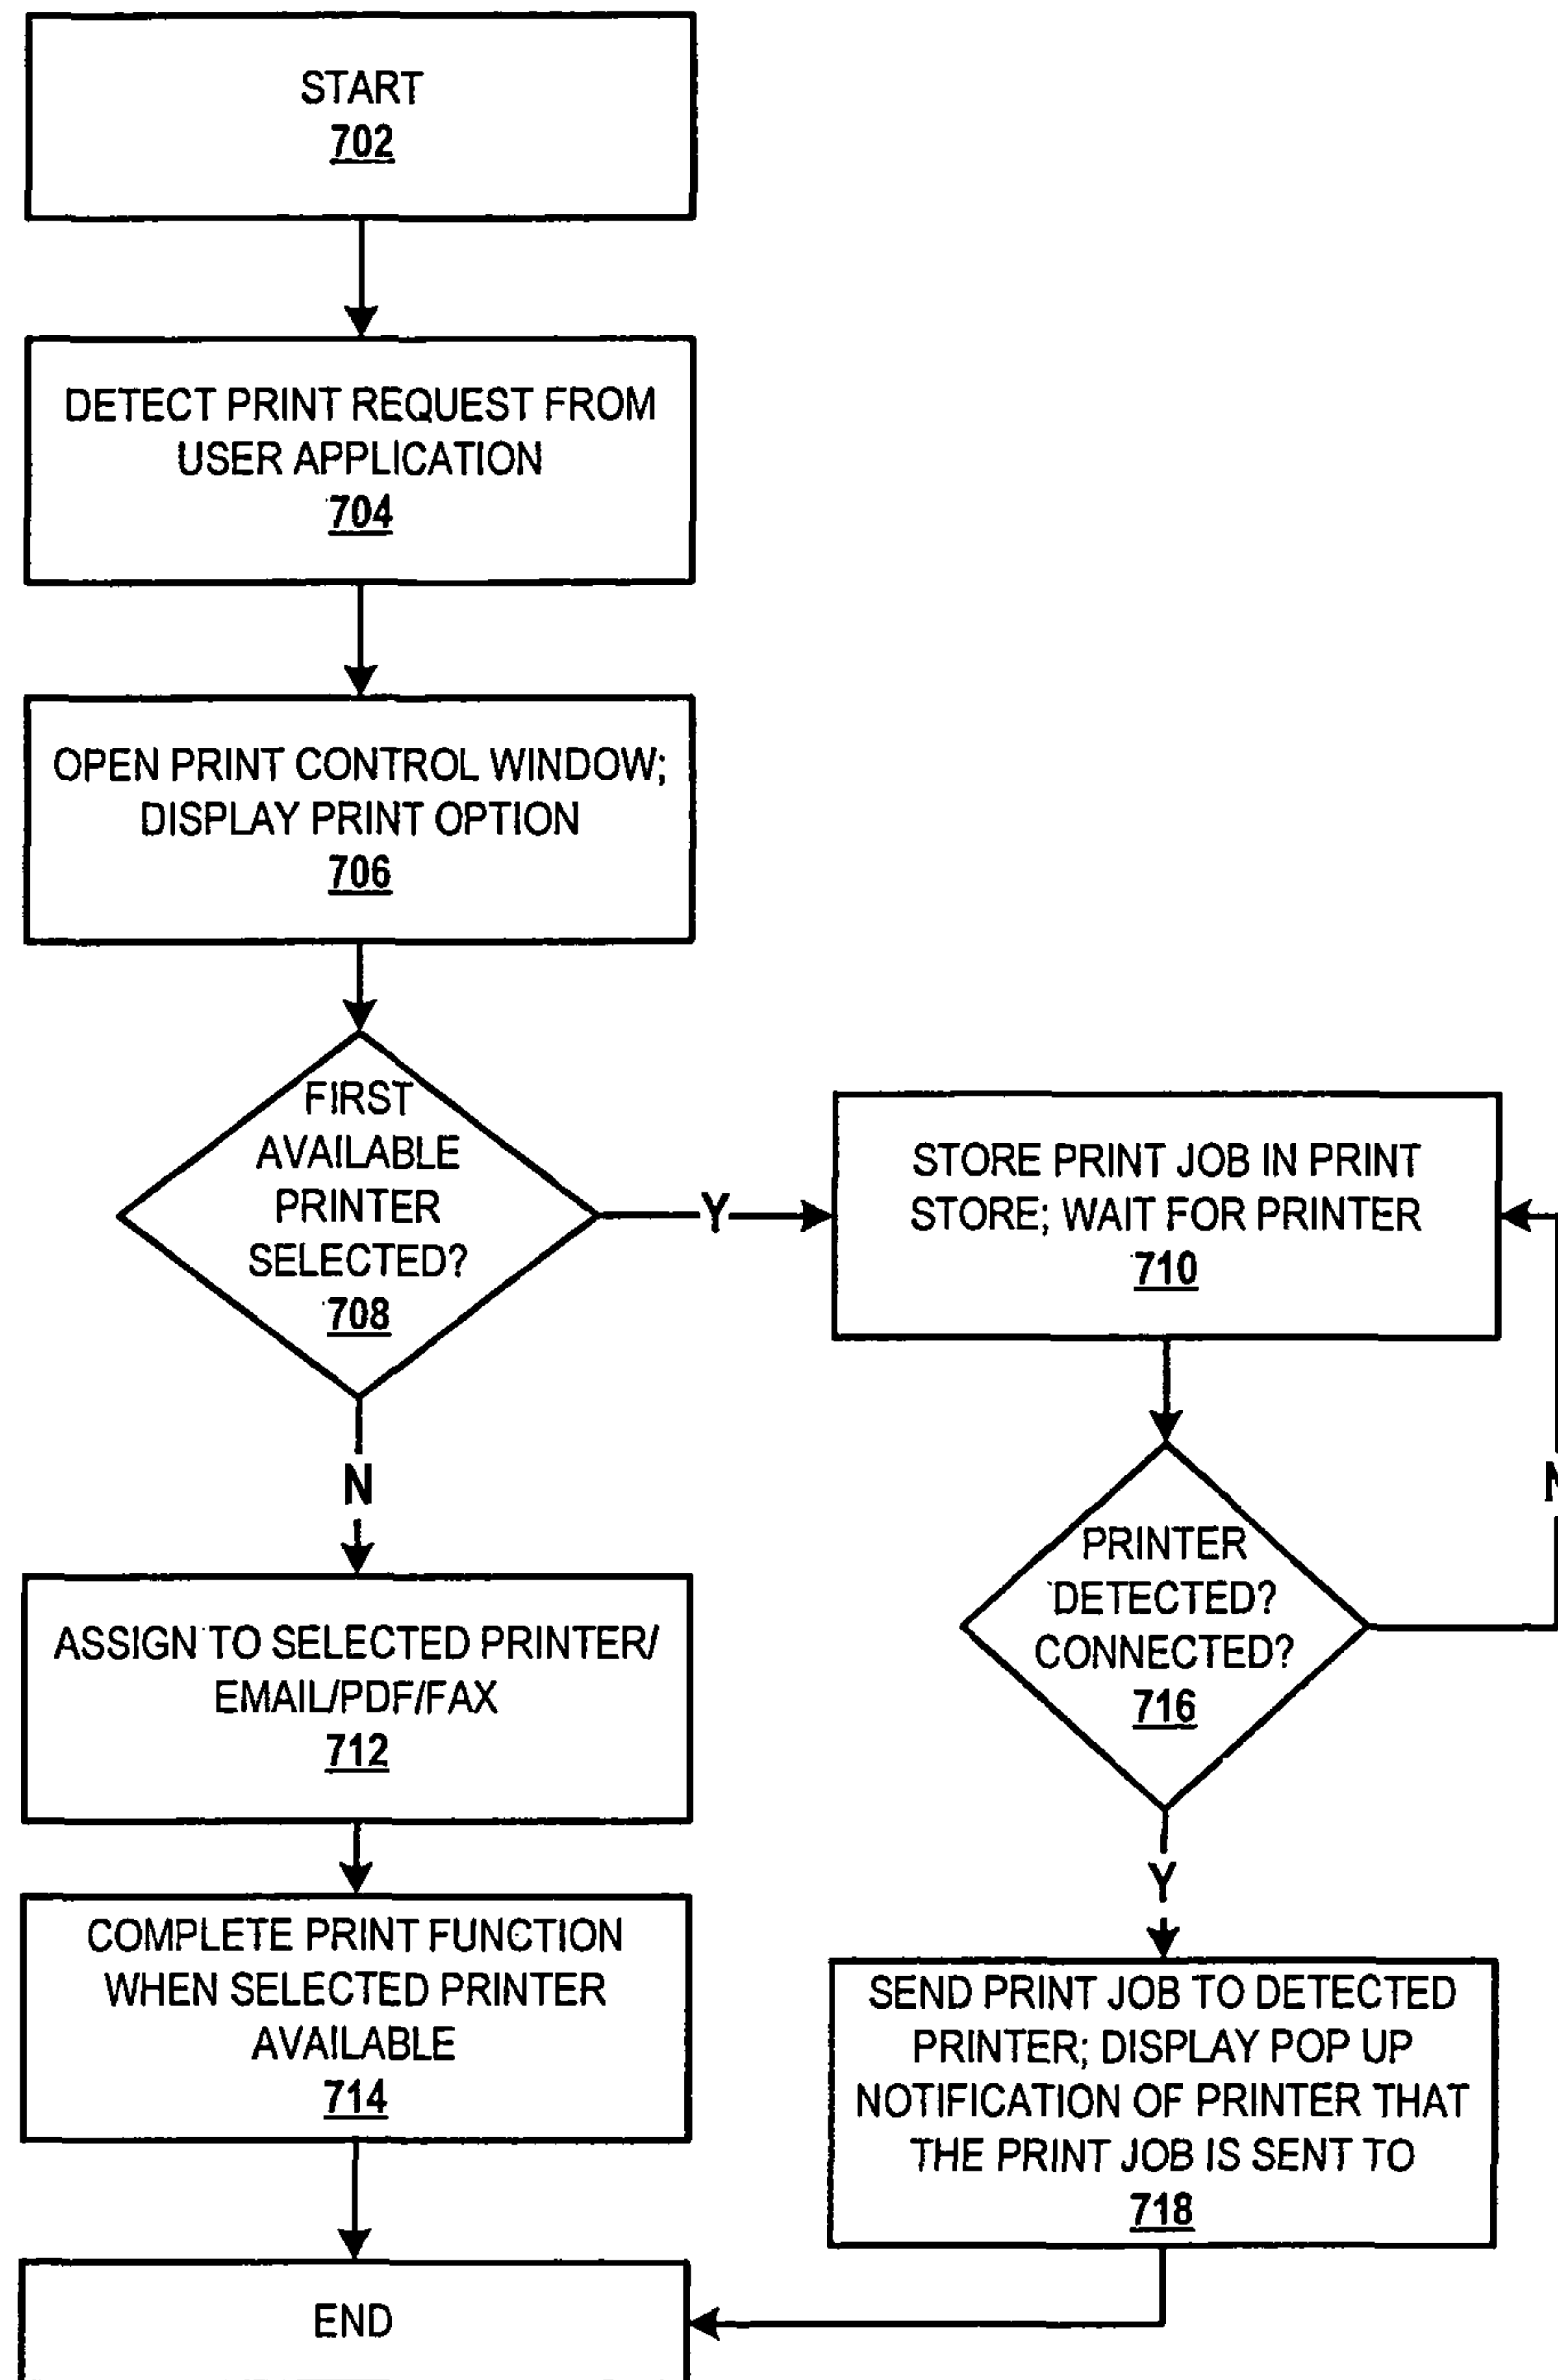 START
702
DETECT PRINT REQUEST FROM
USER APPLICATION
704
OPEN PRINT CONTROL WINDOW;
DISPLAY PRINT OPTION
706
FIRST
AVAILABLE
PRINTER
SELECTED?
708
Y
STORE PRINT JOB IN PRINT
STORE; WAIT FOR PRINTER
710
N
PRINTER
DETECTED?
CONNECTED?
716
N
ASSIGN TO SELECTED PRINTER/
EMAIL/PDF/FAX
712
Y
COMPLETE PRINT FUNCTION
WHEN SELECTED PRINTER
AVAILABLE
714
SEND PRINT JOB TO DETECTED
PRINTER; DISPLAY POP UP
NOTIFICATION OF PRINTER THAT
THE PRINT JOB IS SENT TO
718
END